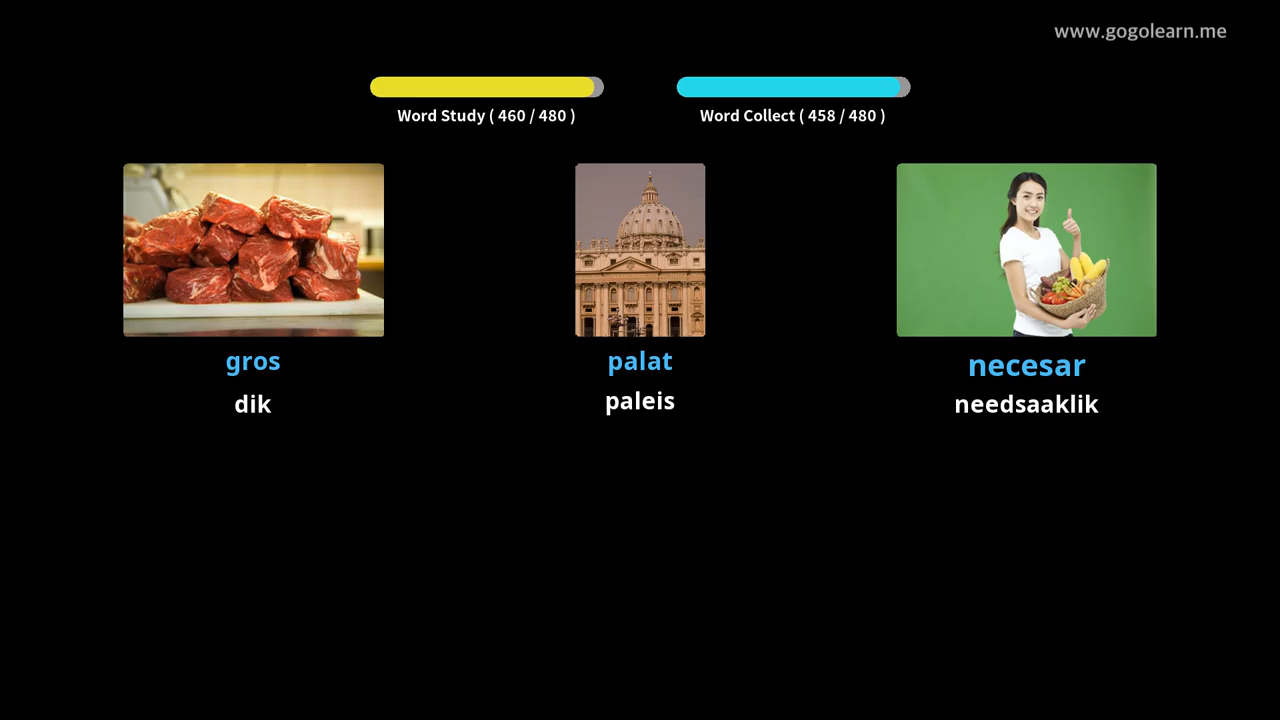 www.gogolearn.me
Word Study ( 460 / 480 )
Word Collect ( 458 / 480 )
gros
palat
necesar
dik
paleis
needsaaklik